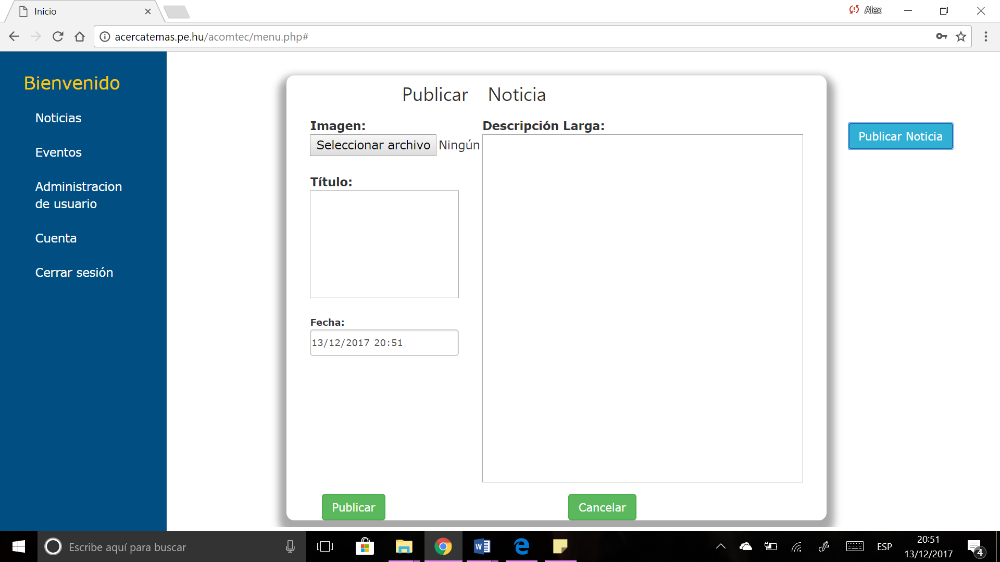 Inicio
Alex
acercatemas.pe.hu/acomtec/menu.php#
Bienvenido
Noticias
Eventos
Administracion
de usuario
Cuenta
Cerrar sesión
Publicar Noticia
Imagen:
Seleccionar archivo Ningún
Título:
Fecha:
13/12/2017 20:51
Descripción Larga:
Publicar
Cancelar
Publicar Noticia
Escribe aquí para buscar
ESP
20:51
13/12/2017
4